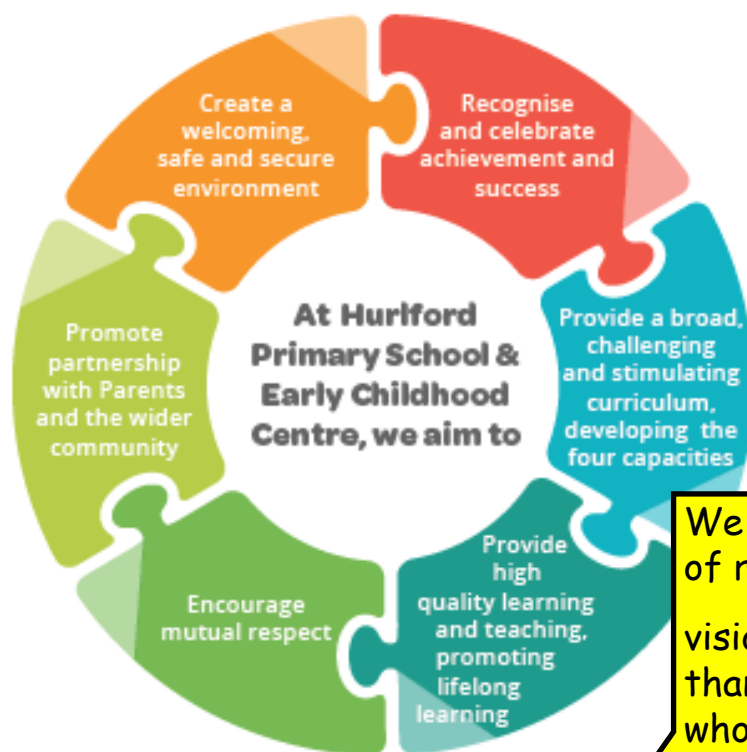 At Hurlford
Primary School &
Early Childhood
Centre, we aim to
Create a
welcoming,
safe and secure
environment
Recognise
and celebrate
achievement and
success
Provide a broad,
challenging
and stimulating
curriculum,
developing the
four capacities
Provide
high
quality learning
and teaching,
promoting
lifelong
learning
Encourage
mutual respect
Promote
partnership
with Parents
and the wider
community
We
of
who